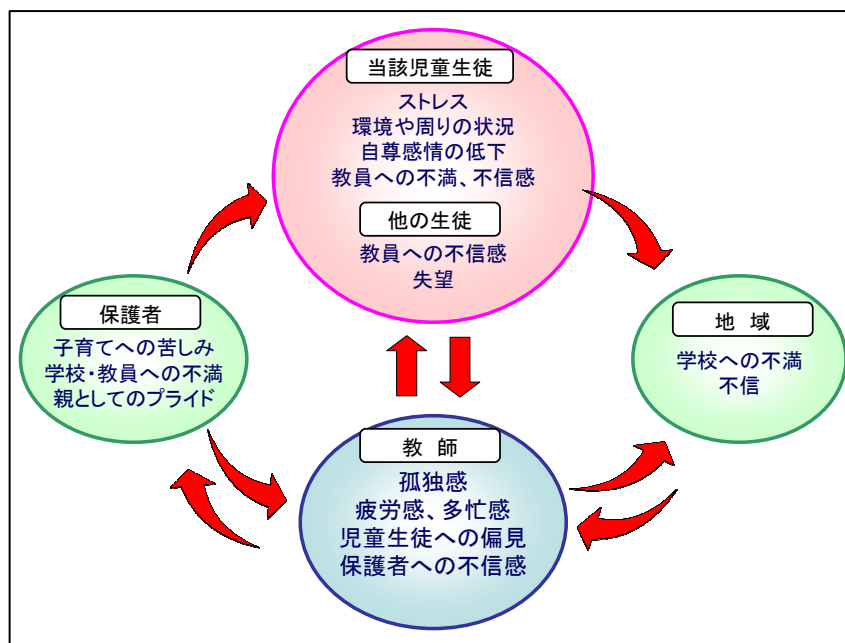 当該児童生徒
ストレス
環境や周りの状況
自尊感情の低下
教員への不満、不信感
他の生徒
教員への不信感
失望
保護者
子育てへの苦しみ
学校・教員への不満
親としてのプライド
地 域
学校への不満
不信
教 師
孤独感
疲労感、多忙感
児童生徒への偏見
保護者への不信感